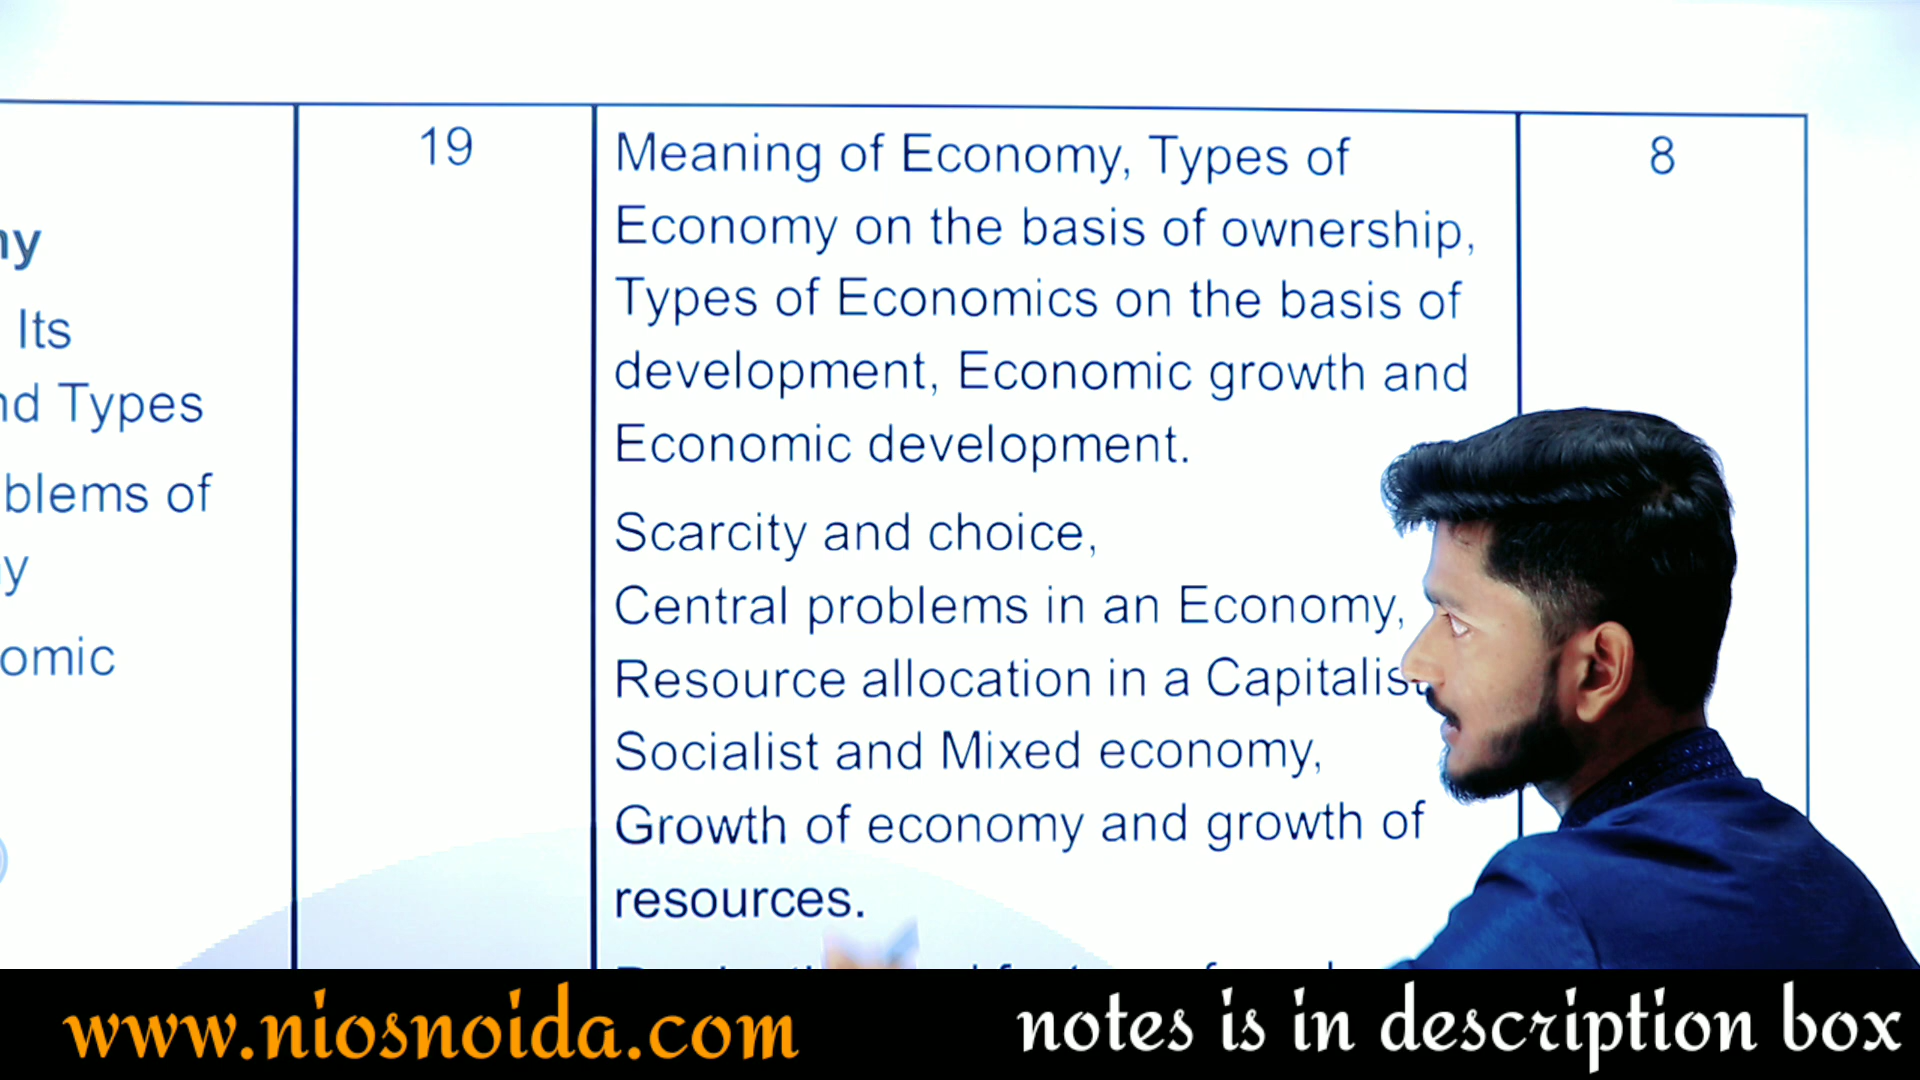 19
Meaning of Economy, Types of
8
Economy on the basis of ownership,
Types of Economics on the basis of
Its
development, Economic growth and
nd Types
Economic development.
blems of
Scarcity and choice,
Central problems in an Economy,
omic
Resource allocation in a Capitalist
Socialist and Mixed economy,
Growth of economy and growth of
resources.
www.niosnoida.com
notes is in description box